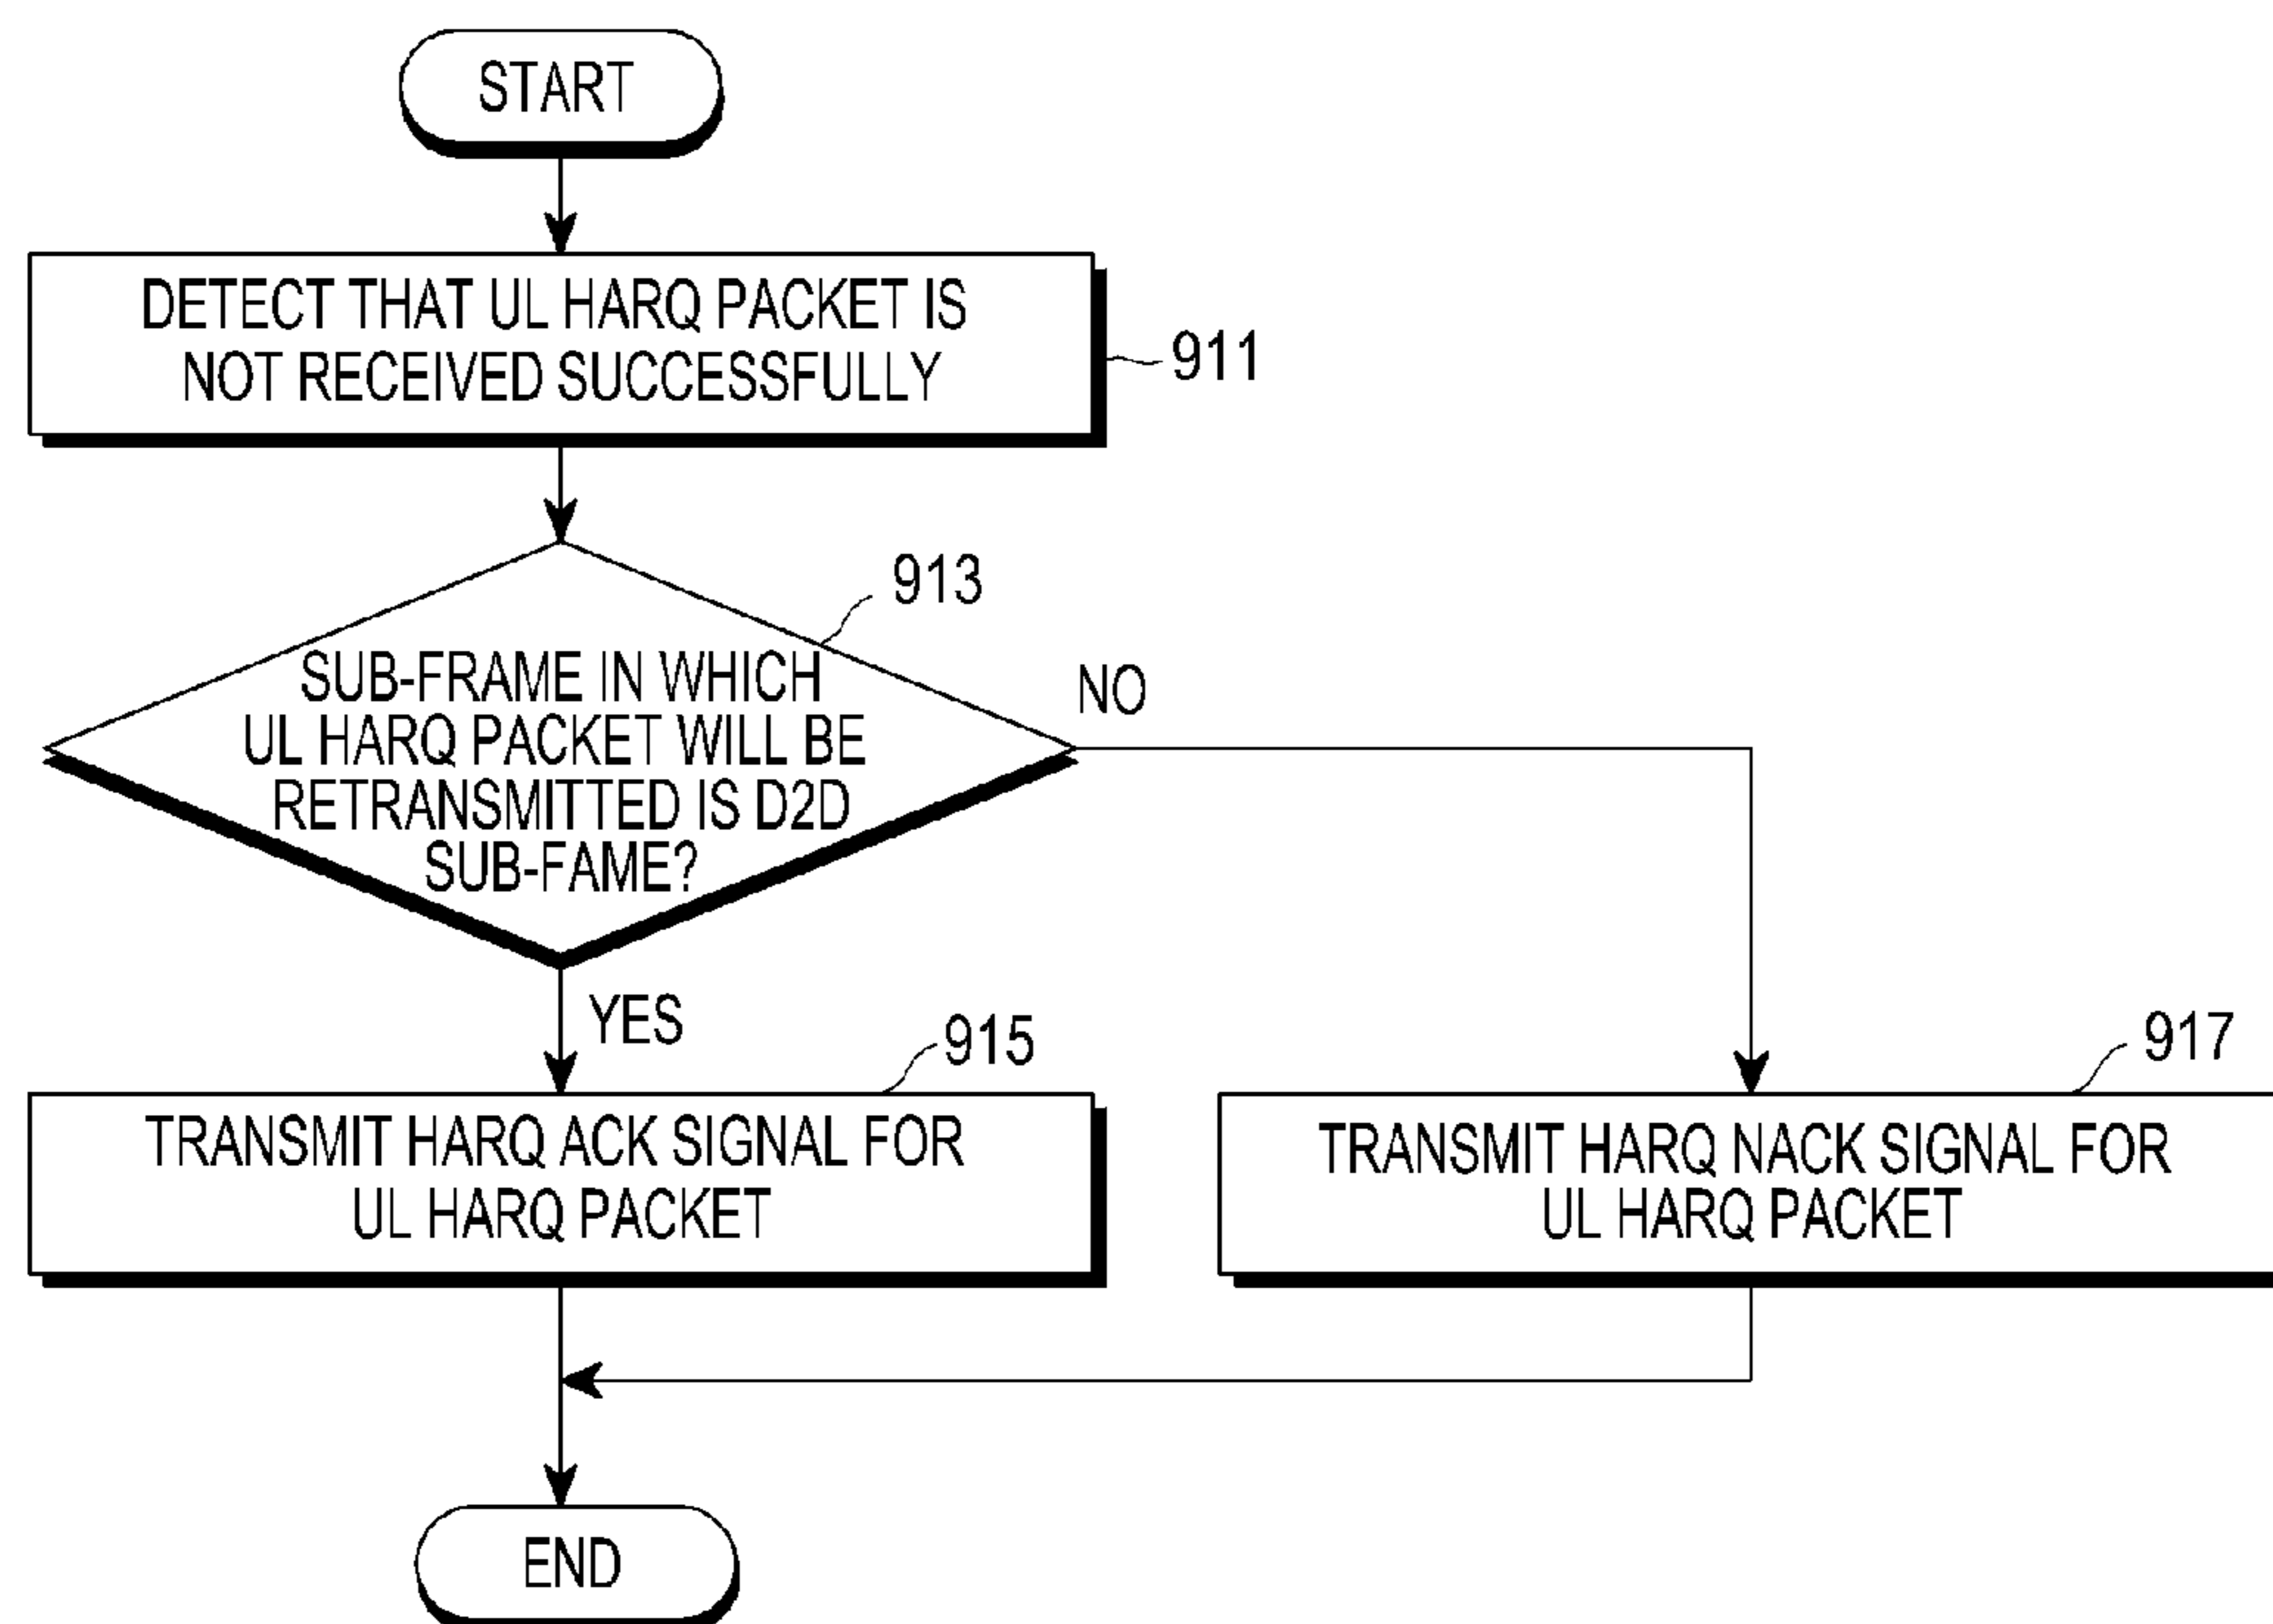 START
DETECT THAT UL HARQ PACKET IS
NOT RECEIVED SUCCESSFULLY
911
913
SUB-FRAME IN WHICH
UL HARQ PACKET WILL BE
RETRANSMITTED IS D2D
SUB-FAME?
NO
YES
915
TRANSMIT HARQ ACK SIGNAL FOR
UL HARQ PACKET
917
TRANSMIT HARQ NACK SIGNAL FOR
UL HARQ PACKET
END